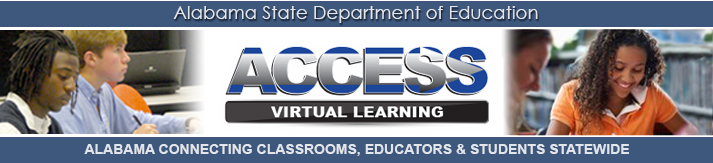 Alabama State Department of Education
ACCESS
VIRTUAL LEARNING
ALABAMA CONNECTING CLASSROOMS, EDUCATORS & STUDENTS STATEWIDE